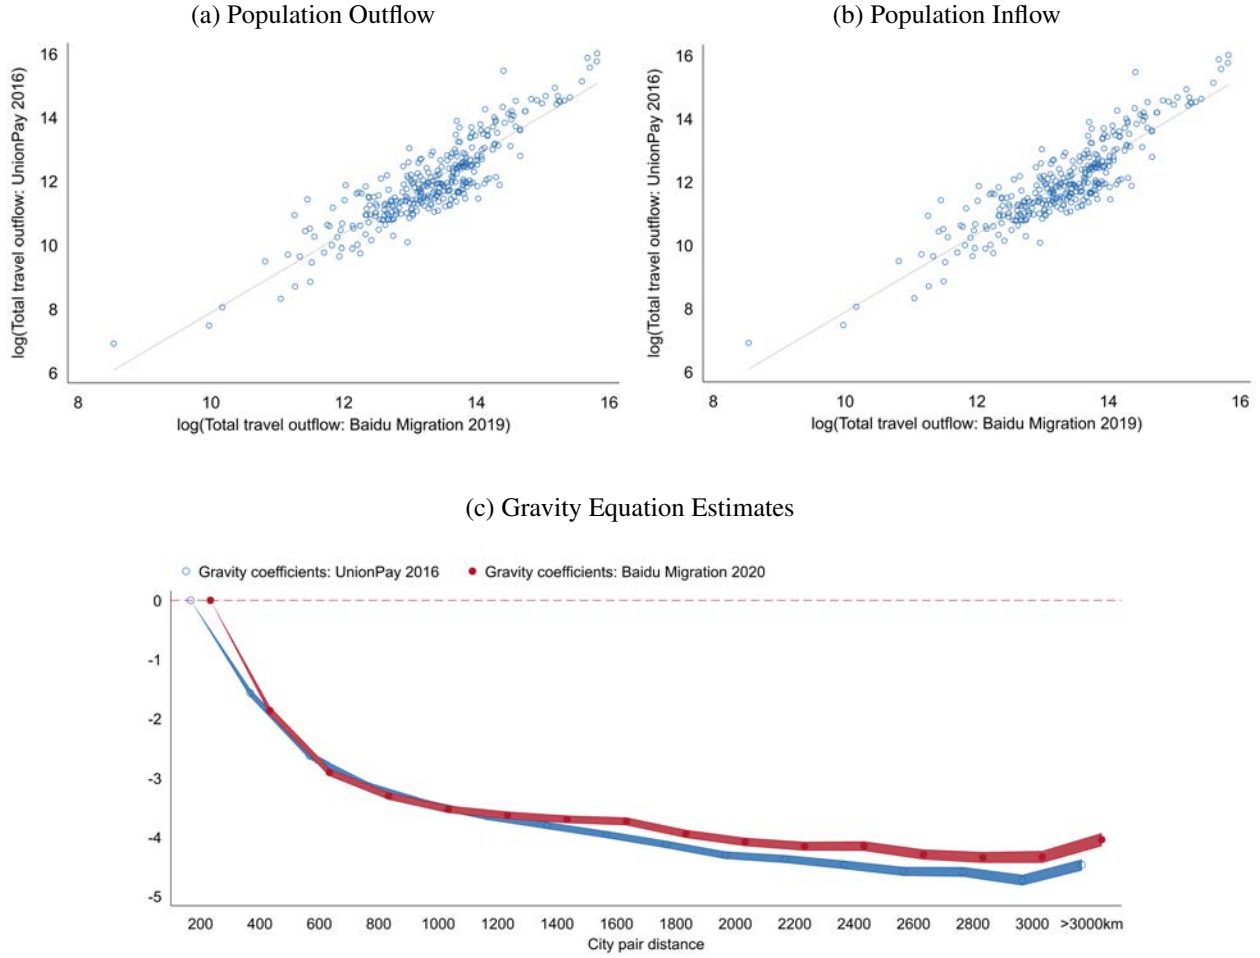 (a) Population Outflow
(b) Population Inflow
log(Total travel outflow: UnionPay 2016)
16
14
12
10
8
6
8 10 12 14 16
log(Total travel outflow: Baidu Migration 2019)
log(Total travel outflow: UnionPay 2016)
16
14
12
10
8
6
8 10 12 14 16
log(Total travel outflow: Baidu Migration 2019)
(c) Gravity Equation Estimates
Gravity coefficients: UnionPay 2016 Gravity coefficients: Baidu Migration 2020
0
-1
-2
-3
-4
-5
200 400 600 800 1000 1200 1400 1600 1800 2000 2200 2400 2600 2800 3000 >3000km
City pair distance